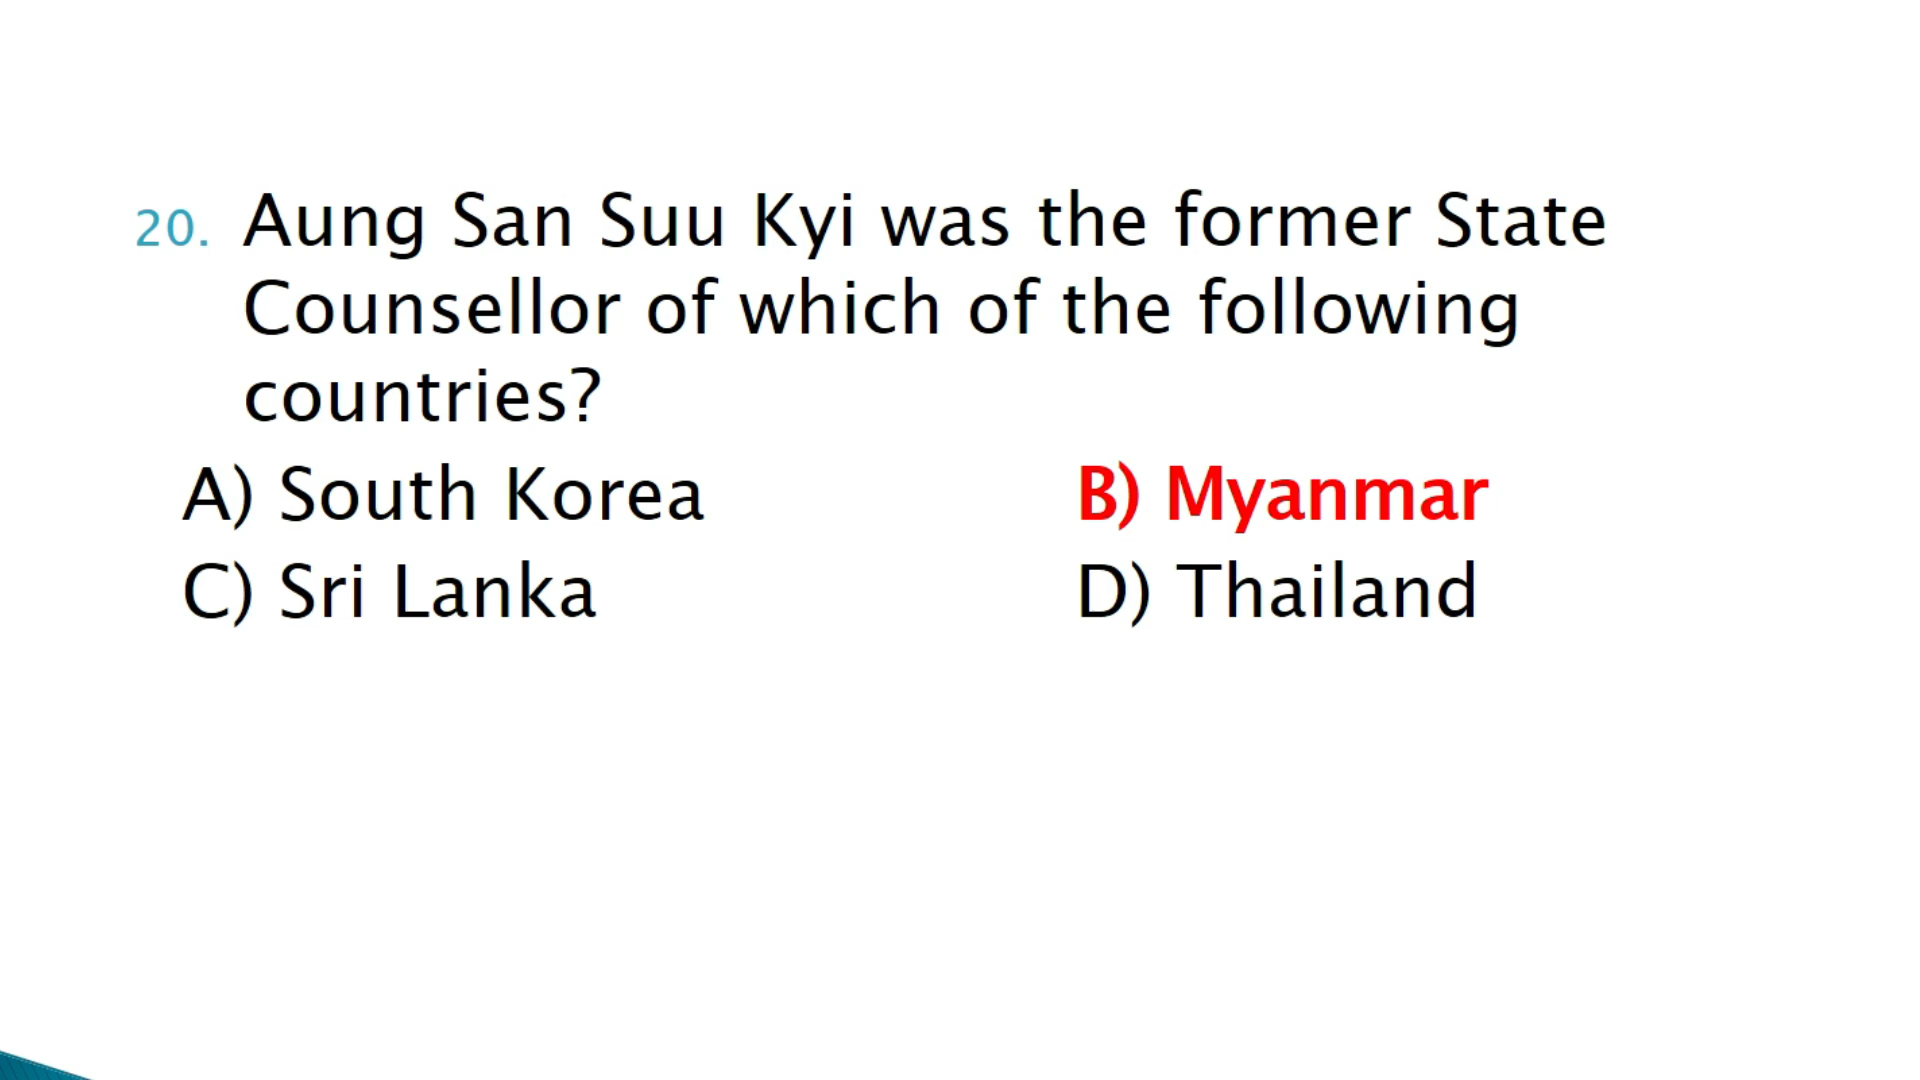 20. Aung San Suu Kyi was the former State
Counsellor of which of the following
countries?
A) South Korea B) Myanmar
C) Sri Lanka D) Thailand